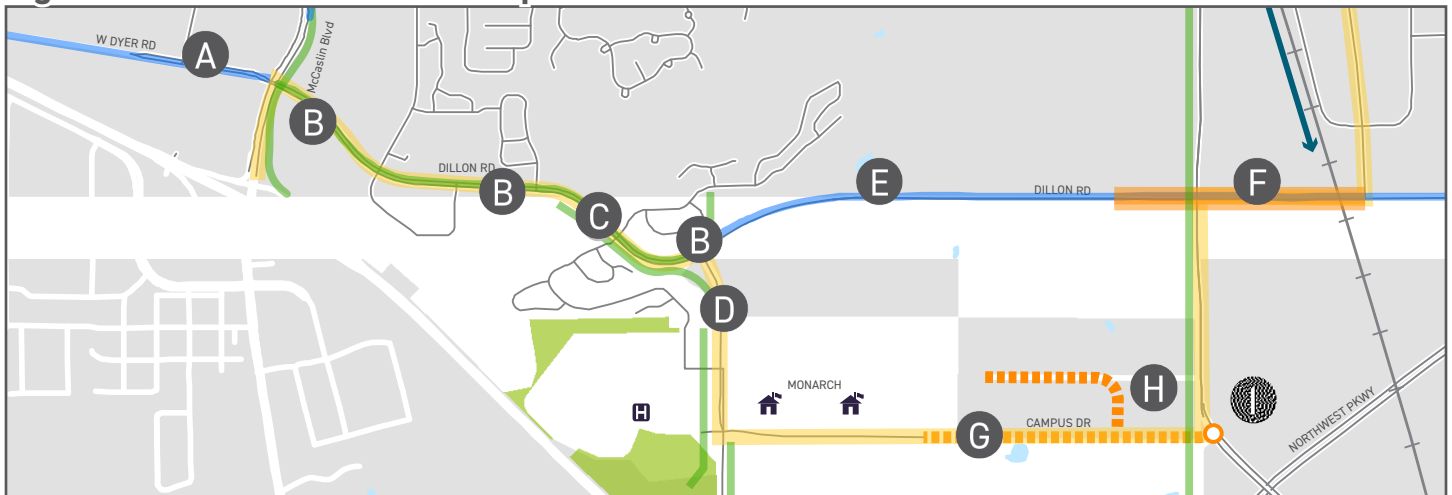 W DYER RD
A
McCaslin Blvd
B
DILLON RD
B
C
B
E
DILLON RD
F
D
H
MONARCH
H
I
CAMPUS DR
G
NORTHWEST PKWY